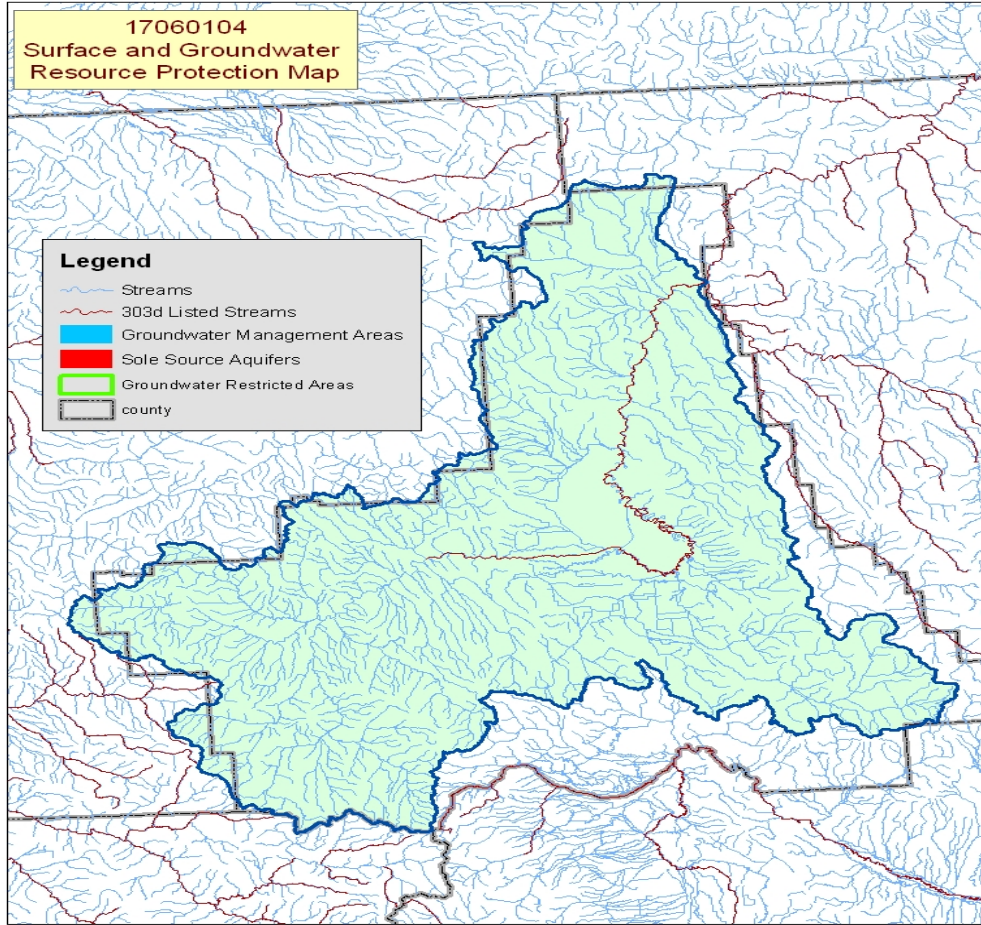 17060104
Surface and Groundwater
Resource Protection Map
Legend
Streams
303d Listed Streams
Groundwater Management Areas
Sole Source Aquifers
Groundwater Restricted Areas
county